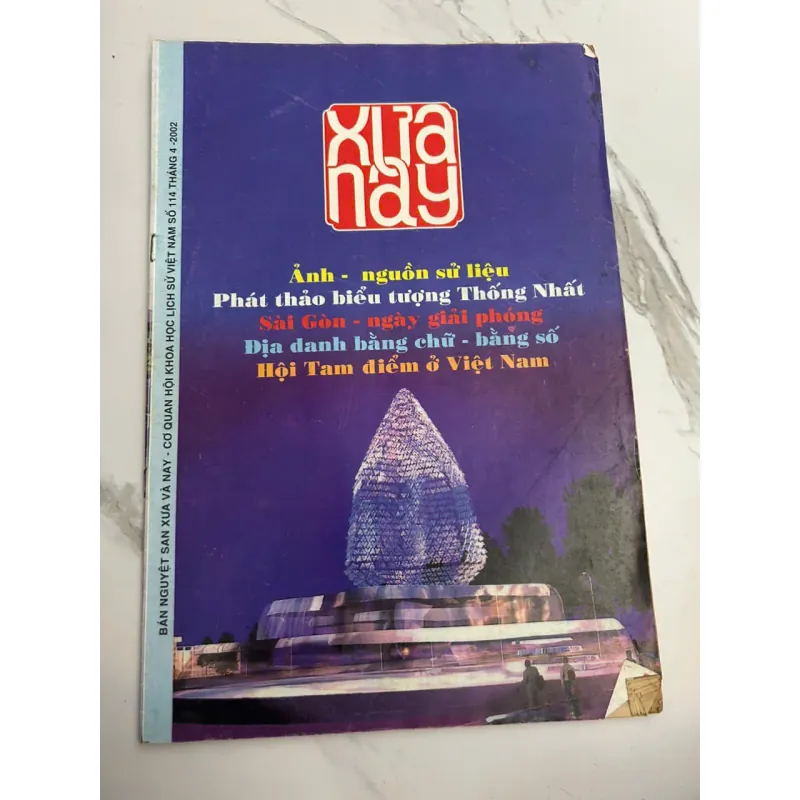 XƯA
NAY
Ảnh - nguồn sử liệu
Phát thảo biểu tượng Thống Nhất
Sài Gòn - ngày giải phóng
Địa danh bằng chữ - bằng số
Hội Tam điểm ở Việt Nam
BÁN NGUYỆT SAN XƯA VÀ NAY - CƠ QUAN HỘI KHOA HỌC LỊCH SỬ VIỆT NAM SỐ 114 THÁNG 4 -2002